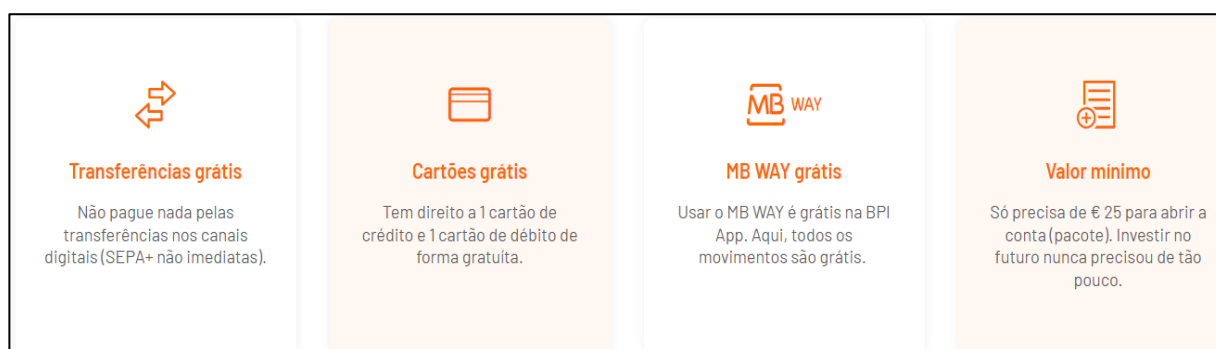 Transferências grátis
Não pague nada pelas
transferências nos canais
digitais (SEPA+ não imediatas).
Cartões grátis
Tem direito a 1 cartão de
crédito e 1 cartão de débito de
forma gratuíta.
MB WAY
MB WAY grátis
Usar o MB WAY é grátis na BPI
App. Aqui, todos os
movimentos são grátis.
Valor mínimo
Só precisa de € 25 para abrir a
conta (pacote). Investir no
futuro nunca precisou de tão
pouco.